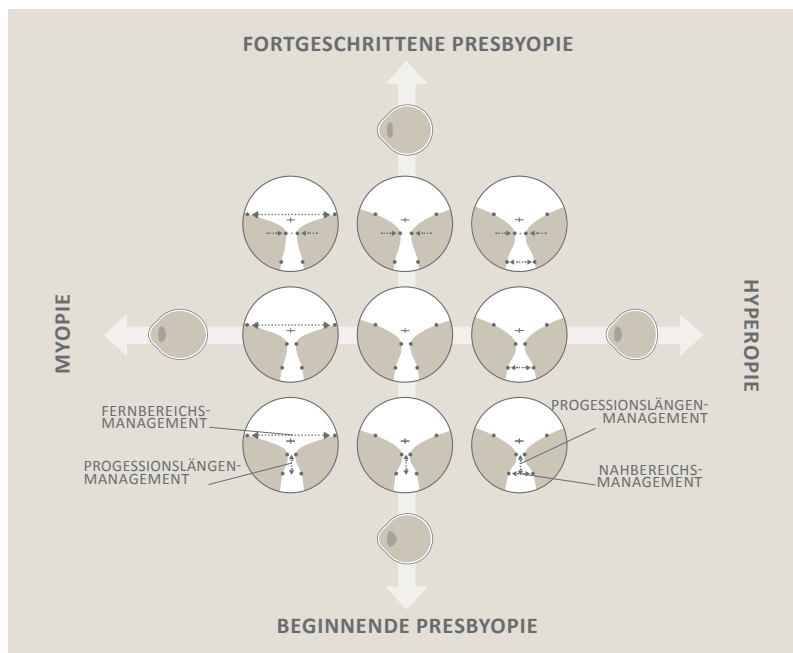 FORTGESCHRITTENE PRESBYOPIE
MYOPIE
HYPEROPIE
FERNBEREICHS-
MANAGEMENT
PROGESSIONSLÄNGEN-
MANAGEMENT
PROGESSIONSLÄNGEN-
MANAGEMENT
NAHBEREICHS-
MANAGEMENT
BEGINNENDE PRESBYOPIE